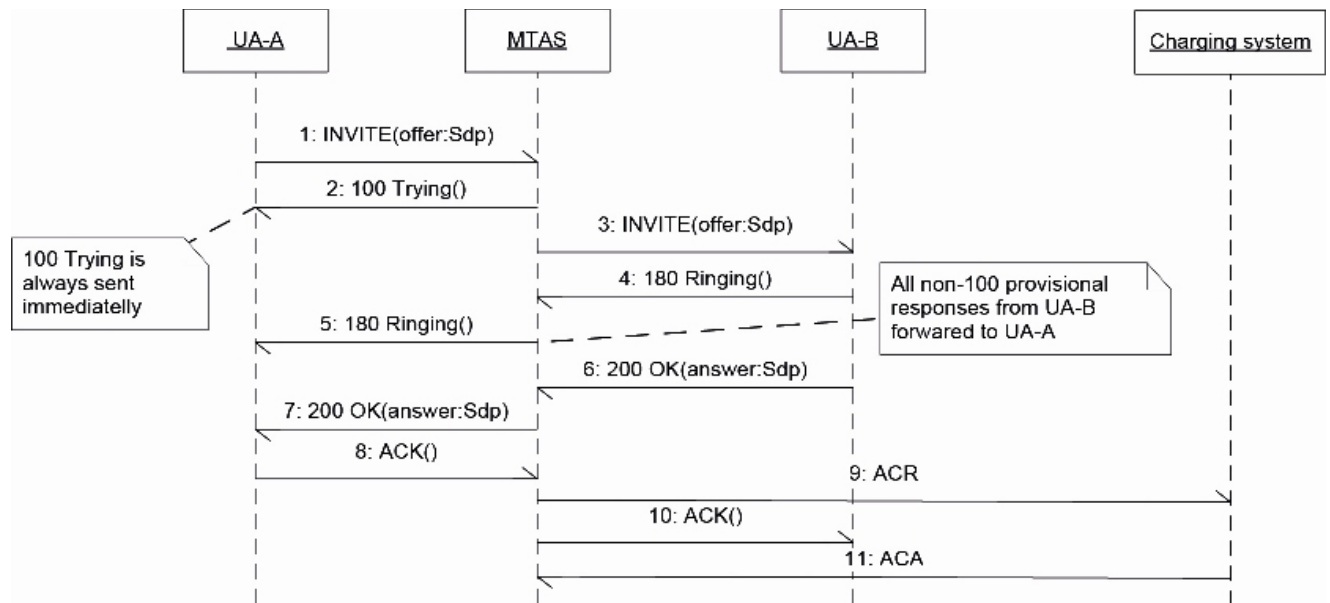 UA-A
MTAS
UA-B
Charging system
1: INVITE(offer:Sdp)
2: 100 Trying()
3: INVITE(offer:Sdp)
100 Trying is
always sent
immediatelly
4: 180 Ringing()
All non-100 provisional
responses from UA-B
forwared to UA-A
5: 180 Ringing()
6: 200 OK(answer:Sdp)
7: 200 OK(answer:Sdp)
8: ACK()
9: ACR
10: ACK()
11: ACA